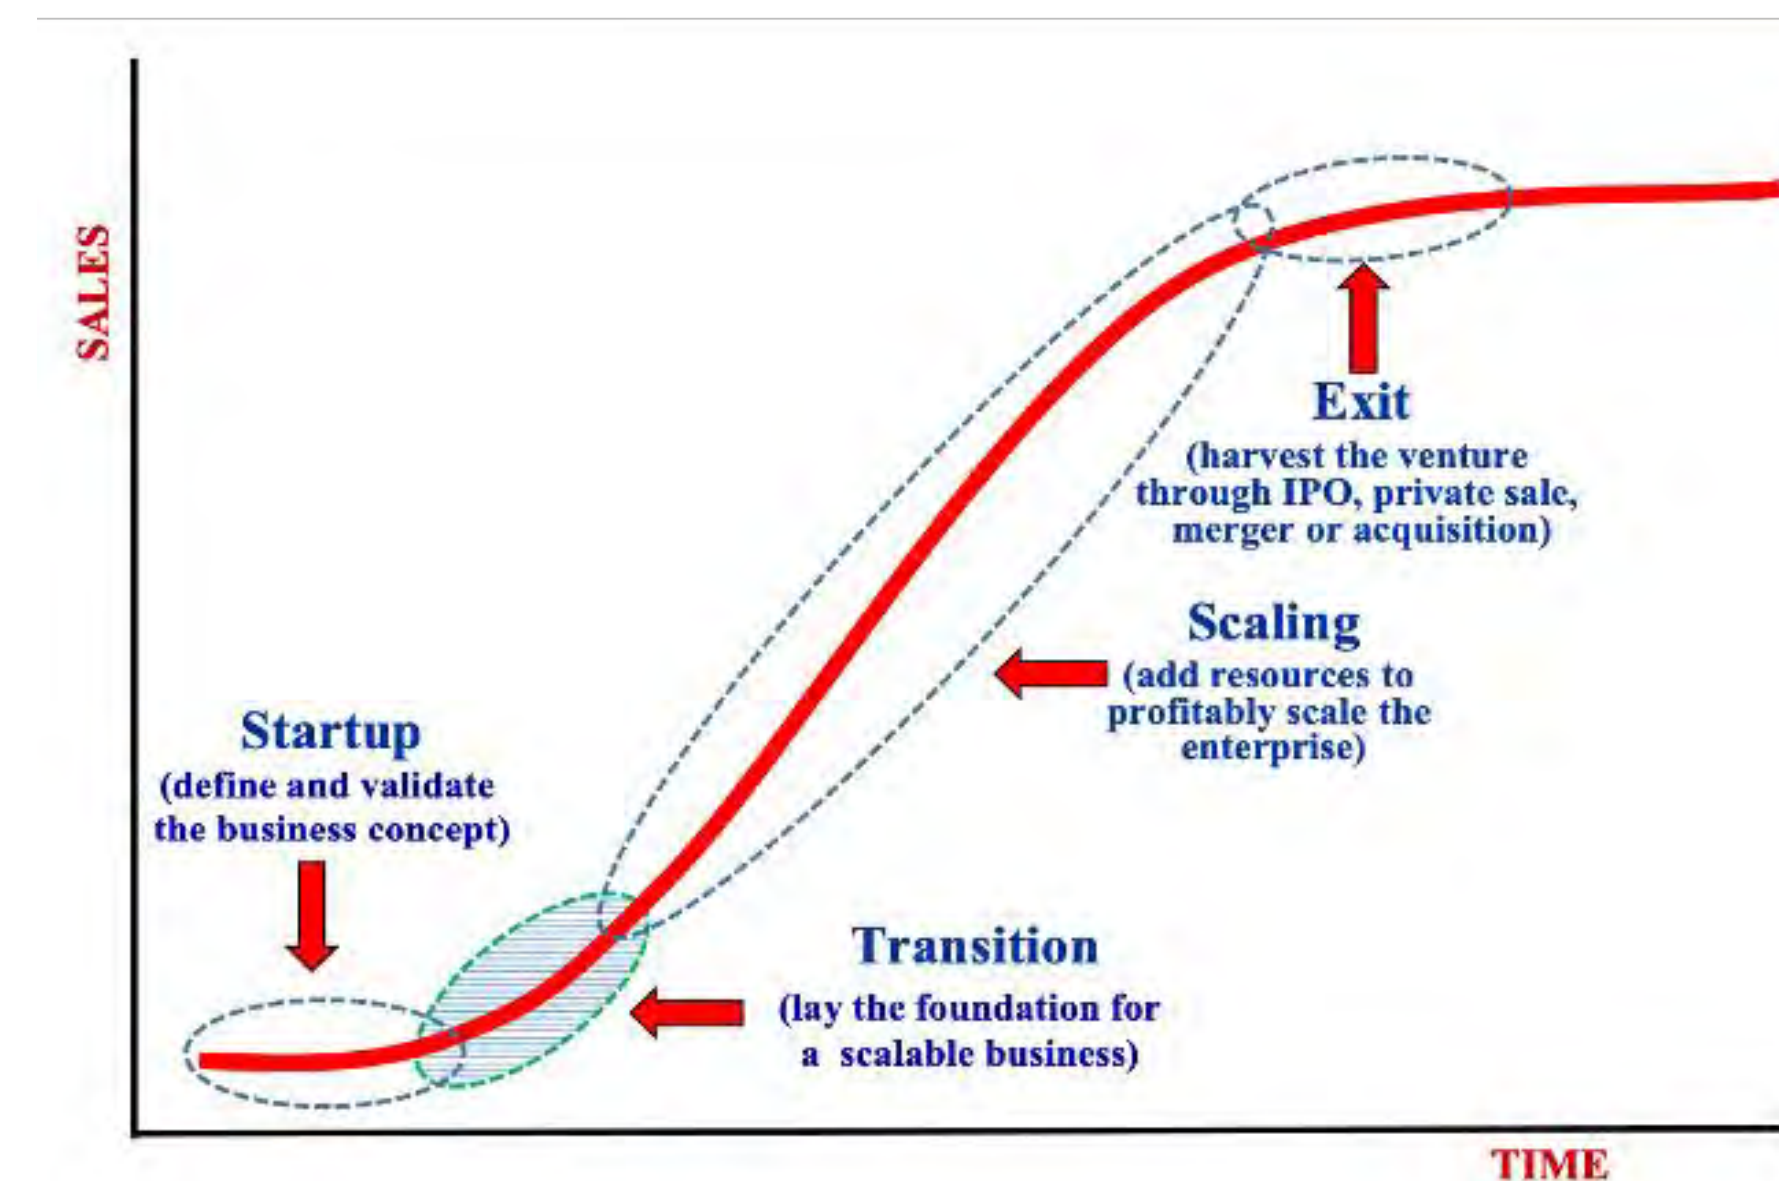 SALES
Exit
(harvest the venture
through IPO, private sale,
merger or acquisition)
Scaling
(add resources to
profitably scale the
enterprise)
Startup
(define and validate
the business concept)
Transition
(lay the foundation for
a scalable business)
TIME